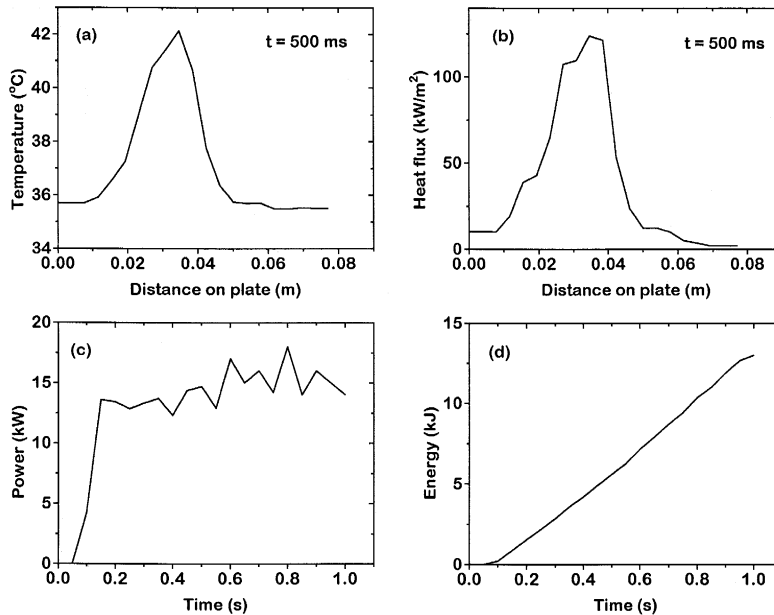 42
40
38
36
34
Temperature (°C)
(a)
t = 500 ms
0.00 0.02 0.04 0.06 0.08
Distance on plate (m)
100
50
0
Heat flux (kW/m²)
(b)
t = 500 ms
0.00 0.02 0.04 0.06 0.08
Distance on plate (m)
20
15
10
5
0
Power (kW)
(c)
0.0 0.2 0.4 0.6 0.8 1.0
Time (s)
15
10
5
0
Energy (kJ)
(d)
0.0 0.2 0.4 0.6 0.8 1.0
Time (s)